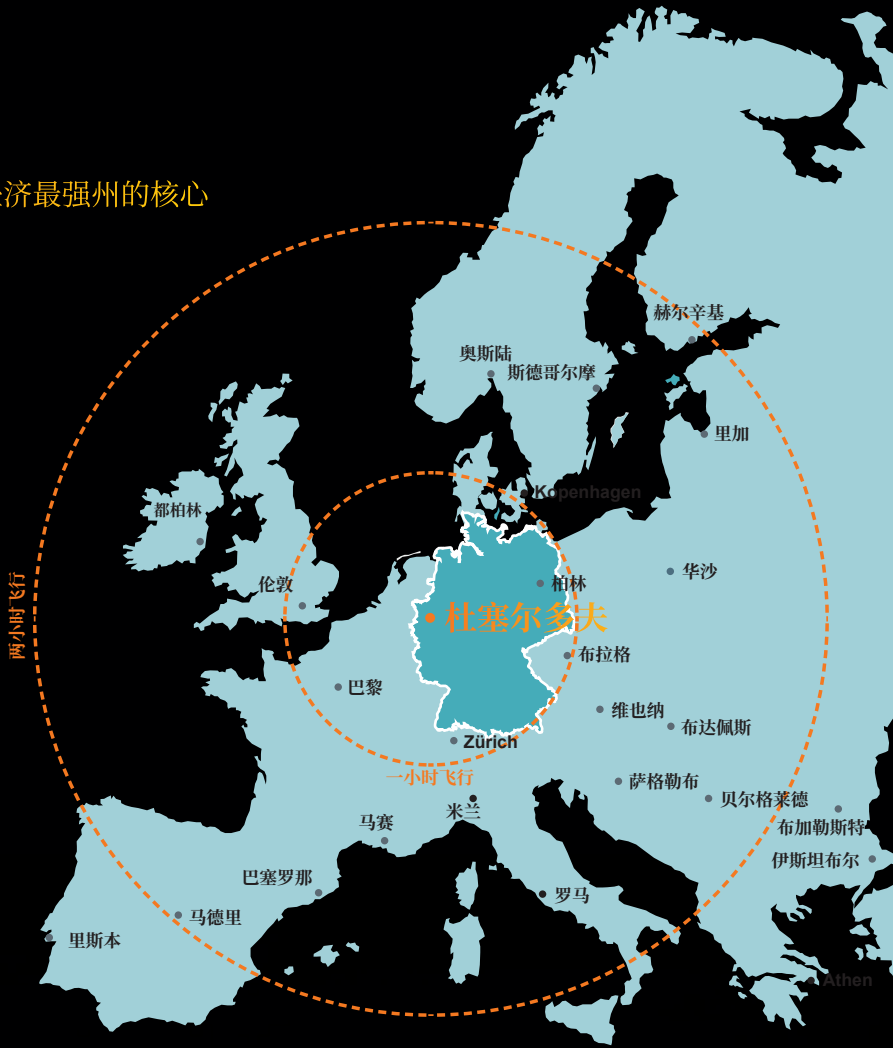 济最强州的核心
赫尔辛基
奥斯陆
斯德哥尔摩
里加
Kopenhagen
都柏林
华沙
伦敦
柏林
两小时飞行
杜塞尔多夫
布拉格
巴黎
维也纳
布达佩斯
Zürich
一小时飞行
萨格勒布
贝尔格莱德
米兰
马赛
布加勒斯特
伊斯坦布尔
巴塞罗那
罗马
马德里
里斯本
Athen